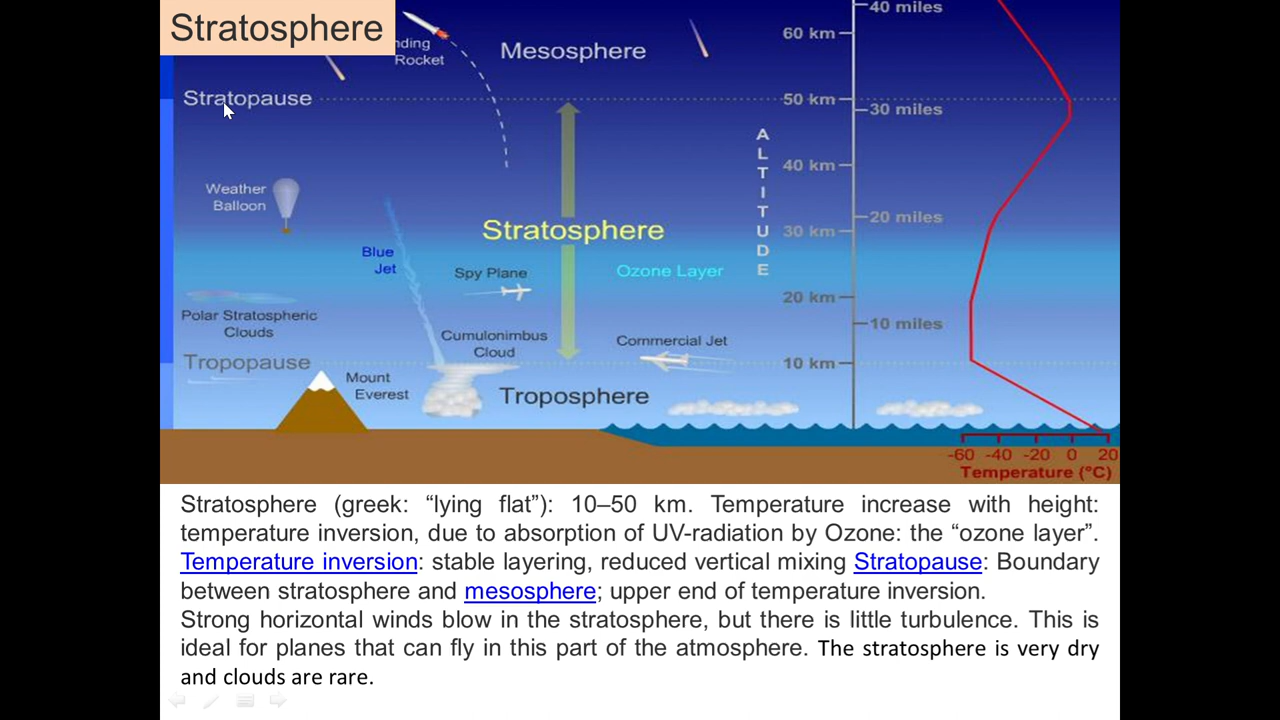 Stratosphere
nding
Rocket
Mesosphere
40 miles
60 km
Stratopause
50 km
30 miles
A
L
T
I
T
U
D
E
40 km
Weather
Balloon
20 miles
Stratosphere
30 km
Blue
Jet
Spy Plane
Ozone Layer
20 km
Polar Stratospheric
Clouds
10 miles
Cumulonimbus
Cloud
Commercial Jet
Tropopause
10 km
Mount
Everest
Troposphere
-60 -40 -20 0 20
Temperature (°C)
Stratosphere (greek: “lying flat”): 10–50 km. Temperature increase with height:
temperature inversion, due to absorption of UV-radiation by Ozone: the “ozone layer”.
Temperature inversion: stable layering, reduced vertical mixing Stratopause: Boundary
between stratosphere and mesosphere; upper end of temperature inversion.
Strong horizontal winds blow in the stratosphere, but there is little turbulence. This is
ideal for planes that can fly in this part of the atmosphere. The stratosphere is very dry
and clouds are rare.